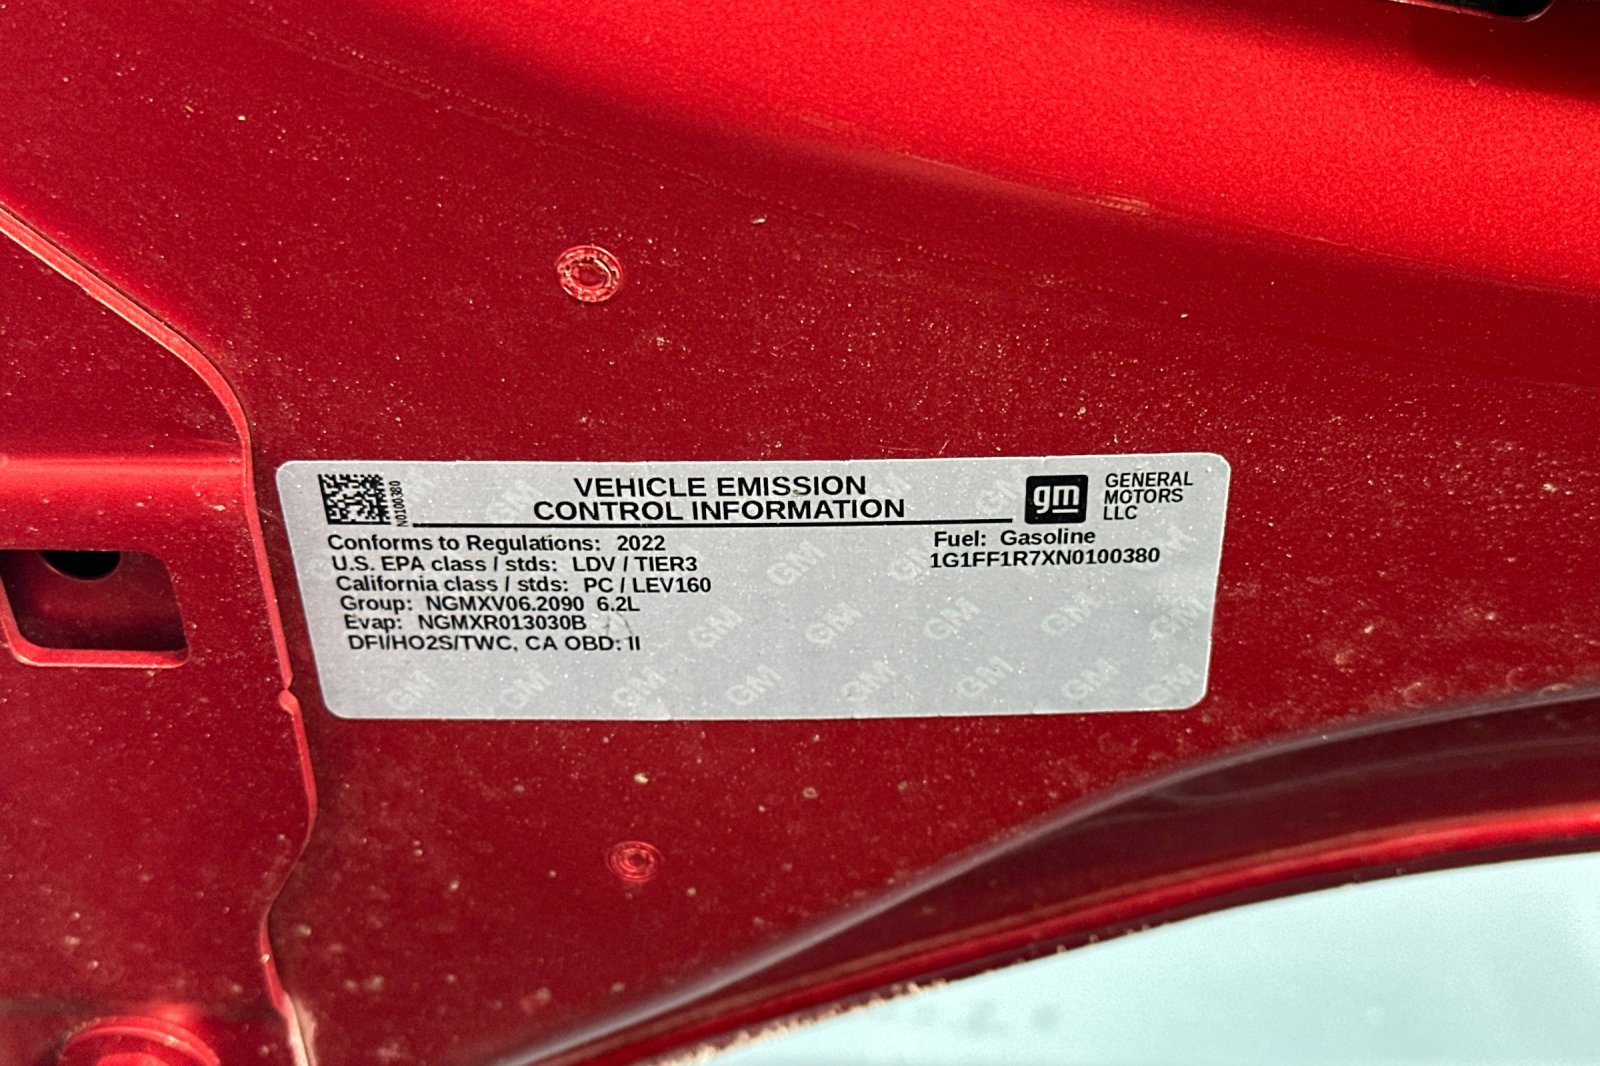 N0100380
VEHICLE EMISSION
CONTROL INFORMATION
gm
GENERAL
MOTORS
LLC
Conforms to Regulations: 2022
U.S. EPA class / stds: LDV / TIER3
California class / stds: PC / LEV160
Group: NGMXV06.2090 6.2L
Evap: NGMXR013030B
DFI/HO2S/TWC, CA OBD: II
Fuel: Gasoline
1G1FF1R7XN0100380